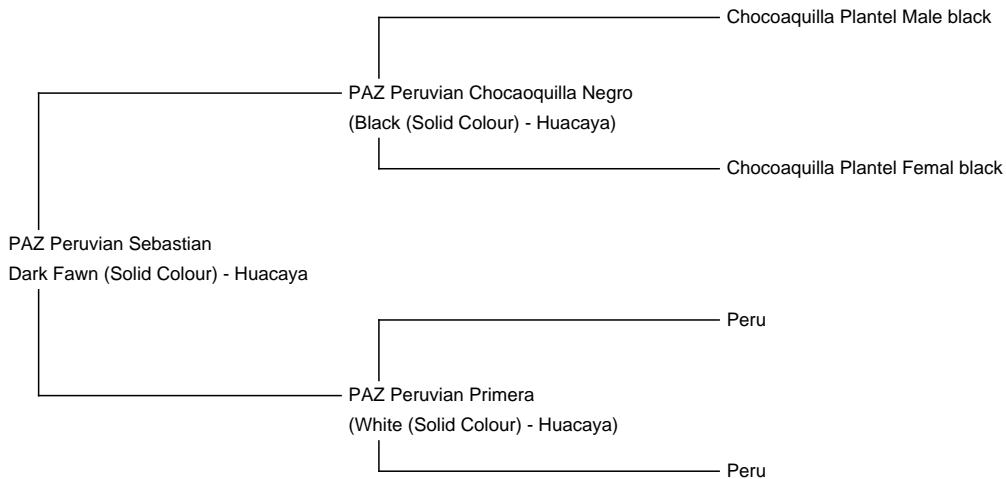 Chocoaquilla Plantel Male black
PAZ Peruvian Chocaoquilla Negro
(Black (Solid Colour) - Huacaya)
Chocoaquilla Plantel Femal black
PAZ Peruvian Sebastian
Dark Fawn (Solid Colour) - Huacaya
Peru
PAZ Peruvian Primera
(White (Solid Colour) - Huacaya)
Peru